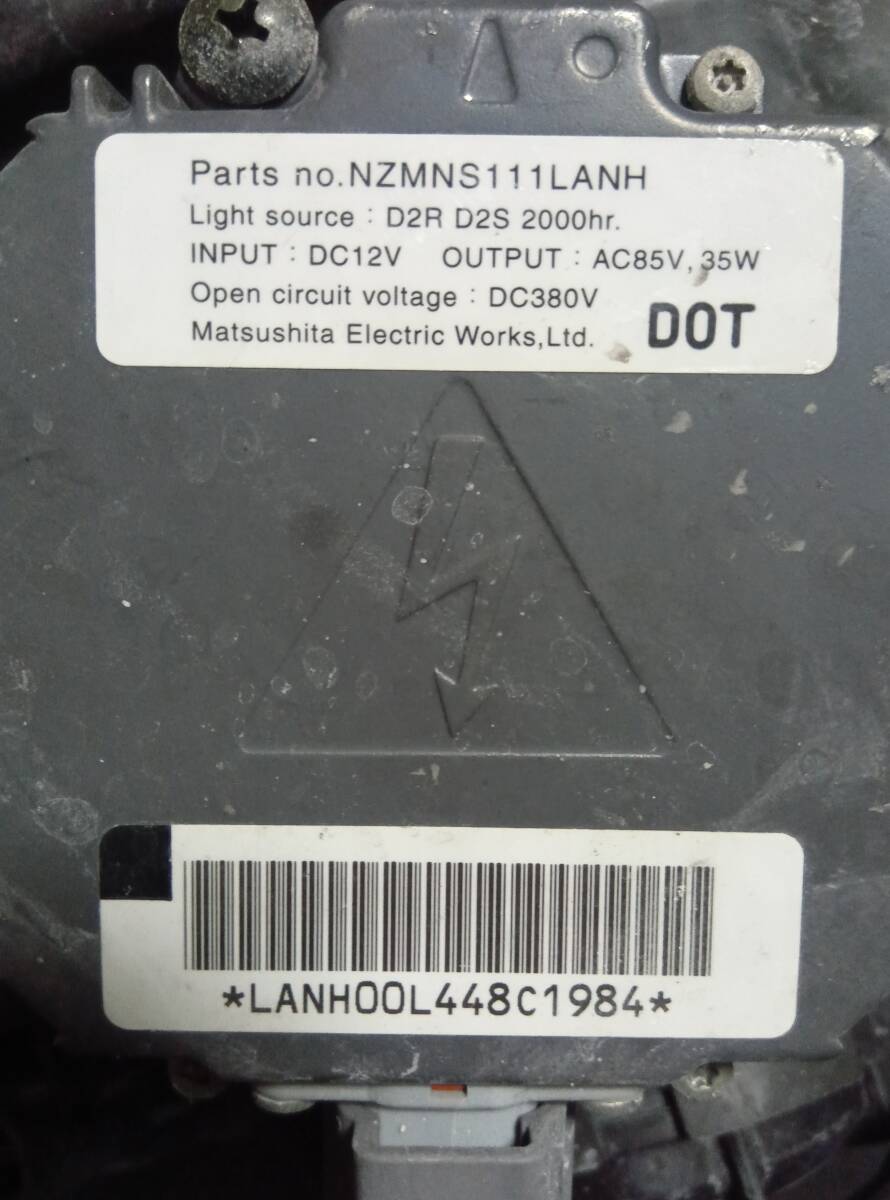 Parts no.NZMNS111LANH
Light source : D2R D2S 2000hr.
INPUT : DC12V OUTPUT : AC85V, 35W
Open circuit voltage : DC380V
Matsushita Electric Works,Ltd. DOT
*LANH00L448C1984*